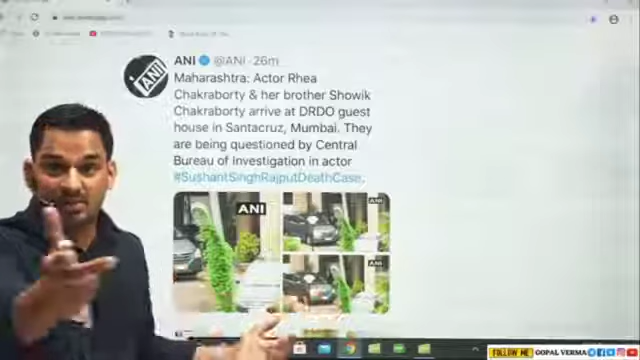 ANI @ANI · 26m
Maharashtra: Actor Rhea
Chakraborty & her brother Showik
Chakraborty arrive at DRDO guest
house in Santacruz, Mumbai. They
are being questioned by Central
Bureau of Investigation in actor
#SushantSinghRajputDeathCase.
ANI
ANI
ANI
ANI
FOLLOW ME GOPAL VERMA